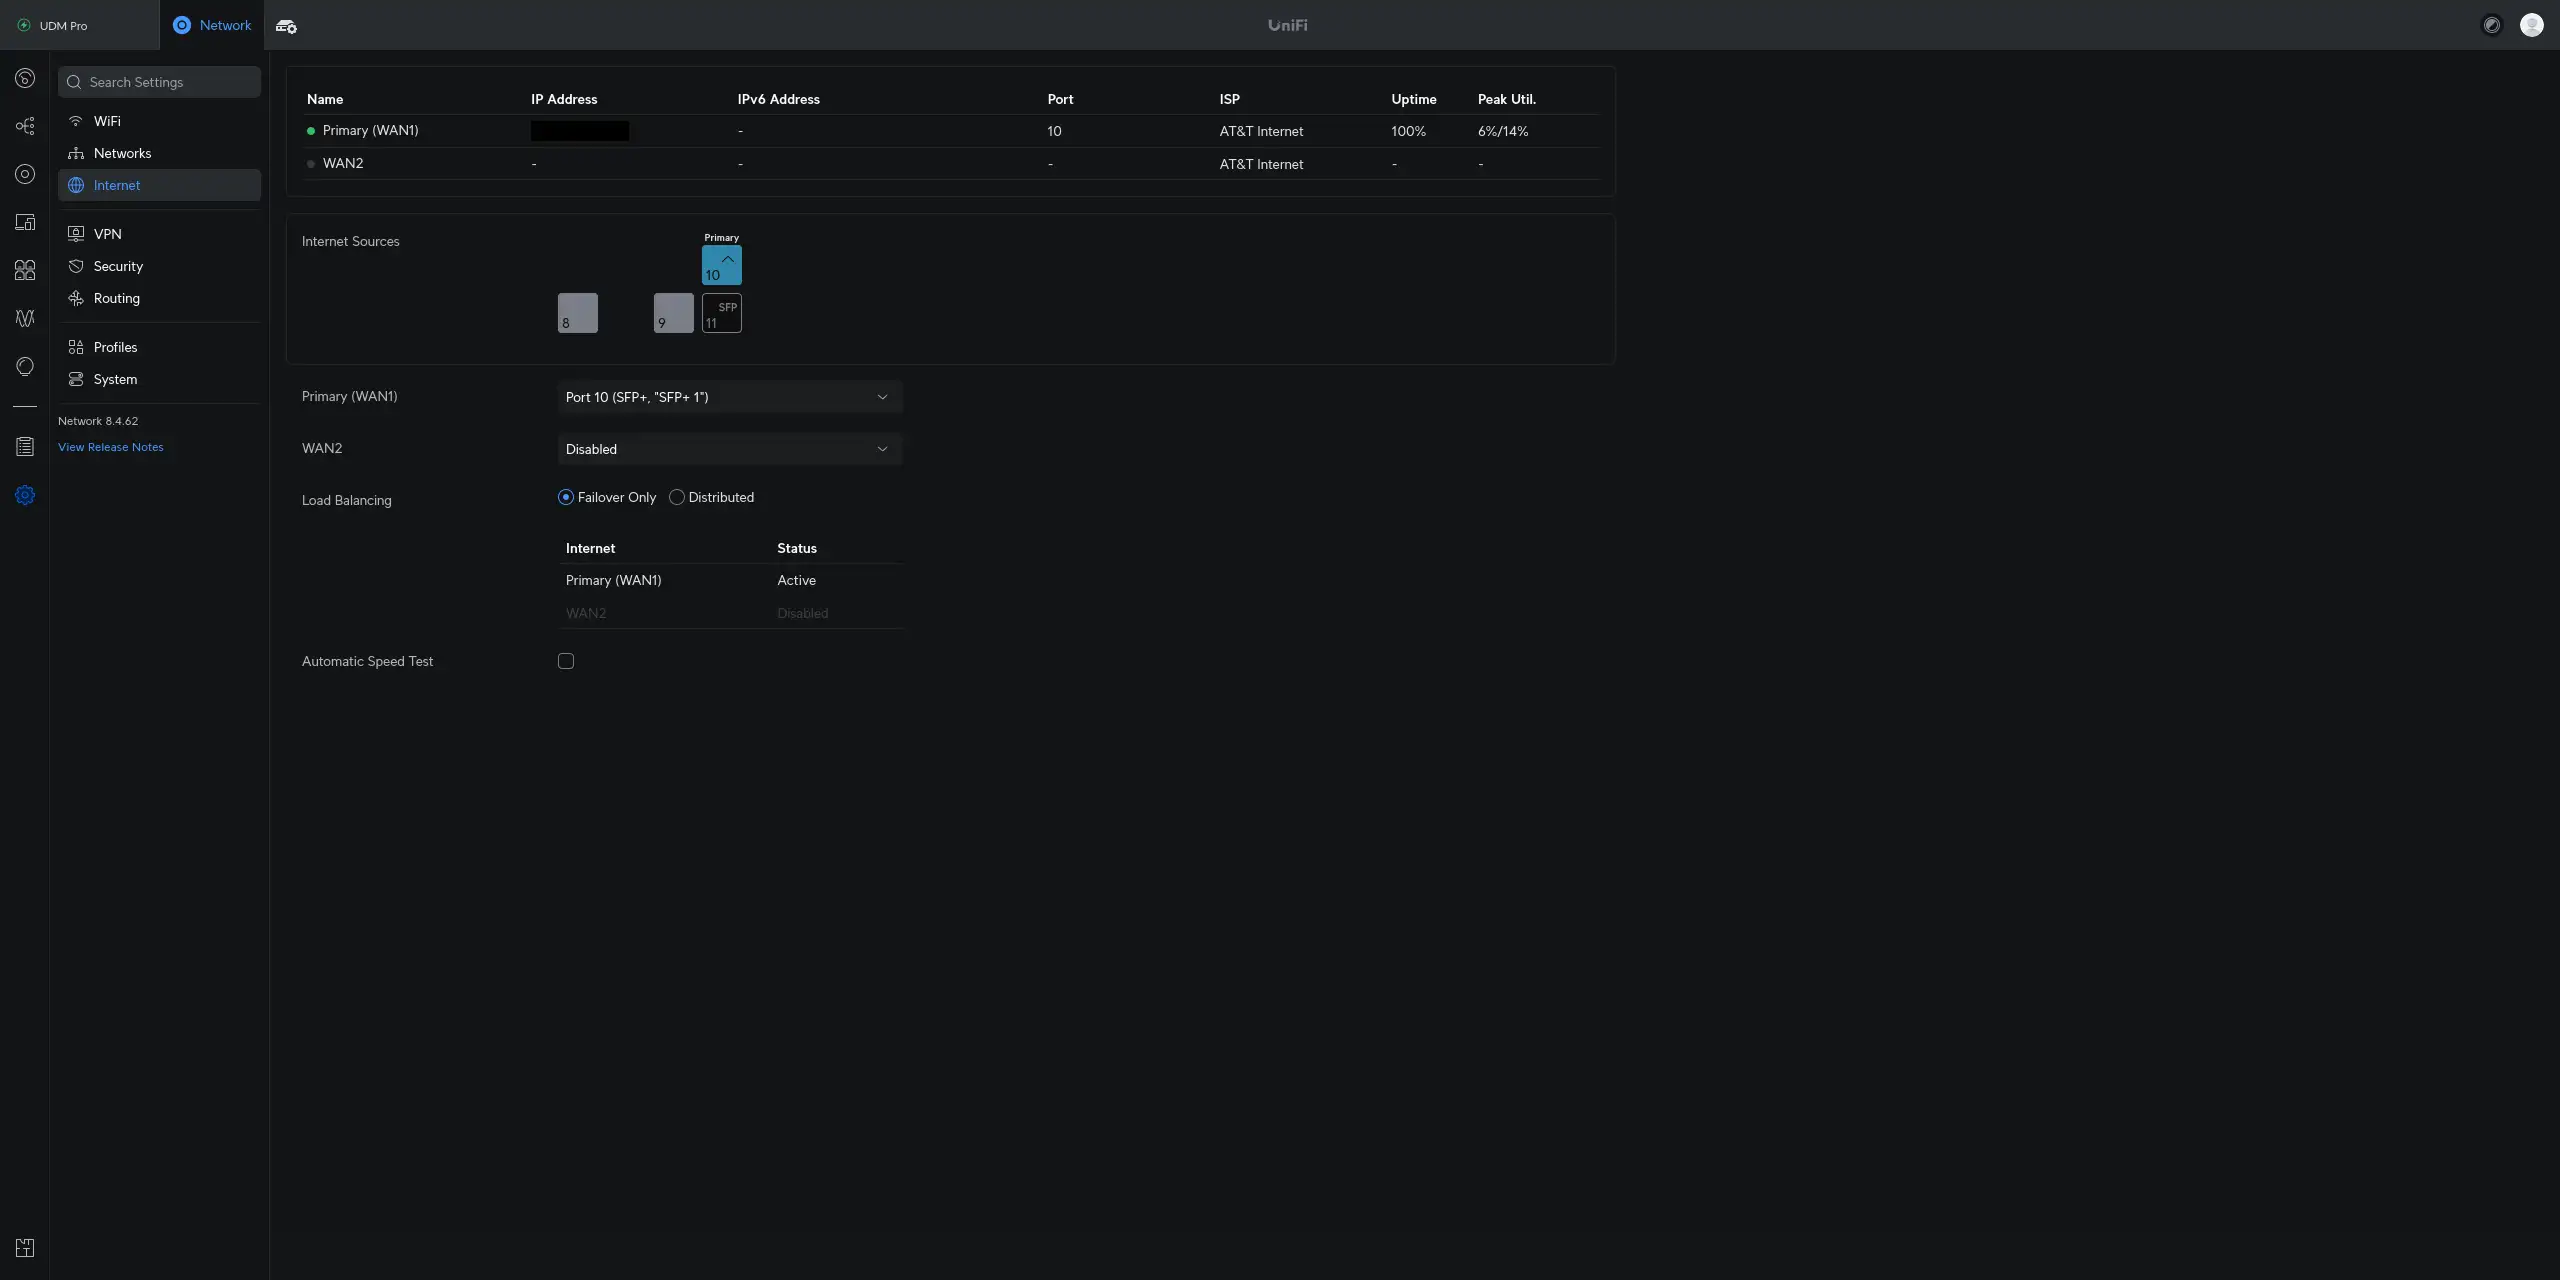 UDM Pro
Network
UniFi
Search Settings
WiFi
Networks
Internet
VPN
Security
Routing
Profiles
System
Network 8.4.62
View Release Notes
Name IP Address IPv6 Address Port ISP Uptime Peak Util.
Primary (WAN1) - 10 AT&T Internet 100% 6%/14%
WAN2 - - - AT&T Internet - -
Internet Sources
Primary
10
8 9 SFP 11
Primary (WAN1) Port 10 (SFP+, "SFP+ 1")
WAN2 Disabled
Load Balancing Failover Only Distributed
Internet Status
Primary (WAN1) Active
WAN2 Disabled
Automatic Speed Test